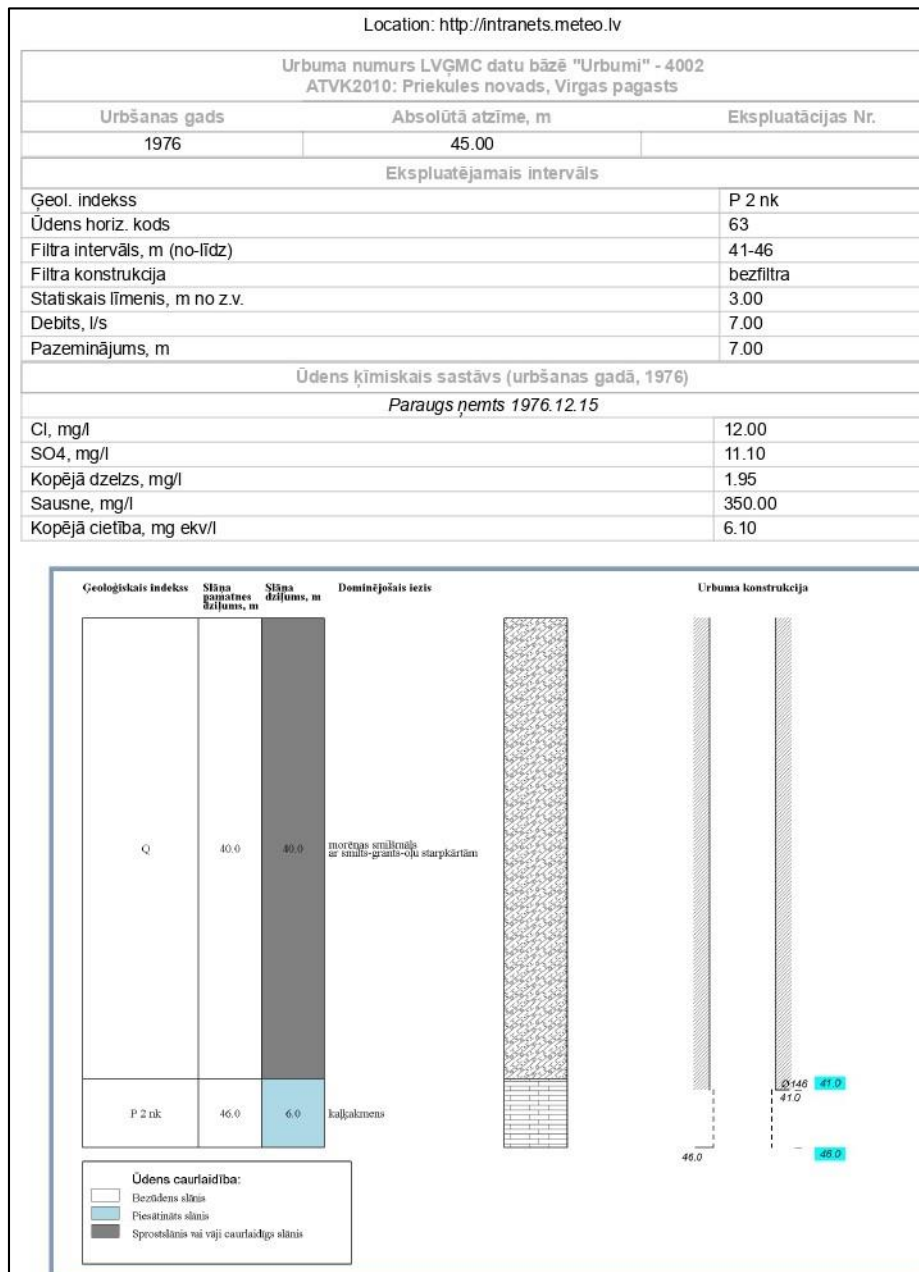 Location: http://intranets.meteo.lv
Urbuma numurs LVĢMC datu bāzē "Urbumi" - 4002
ATVK2010: Priekules novads, Virgas pagasts
Urbšanas gads Absolūtā atzīme, m Ekspluatācijas Nr.
1976 45.00
Ekspluatējamais intervāls
Ģeol. indekss P 2 nk
Ūdens horiz. kods 63
Filtra intervāls, m (no-līdz) 41-46
Filtra konstrukcija bezfiltra
Statiskais līmenis, m no z.v. 3.00
Debits, l/s 7.00
Pazeminājums, m 7.00
Ūdens ķīmiskais sastāvs (urbšanas gadā, 1976)
Paraugs ņemts 1976.12.15
Cl, mg/l 12.00
SO4, mg/l 11.10
Kopējā dzelzs, mg/l 1.95
Sausne, mg/l 350.00
Kopējā cietība, mg ekv/l 6.10
Ģeoloģiskais indekss Slāņa pamatnes dziļums, m Slāņa dziļums, m Dominējošais iezis Urbuma konstrukcija
Q 40.0 40.0 morēnas smilšmāls
ar smilts-grants-oļu starpkārtām
Ø146 41.0
41.0
P 2 nk 46.0 6.0 kaļķakmens
46.0 46.0
Ūdens caurlaidība:
Bezūdens slānis
Piesātināts slānis
Sprostslānis vai vāji caurlaidīgs slānis